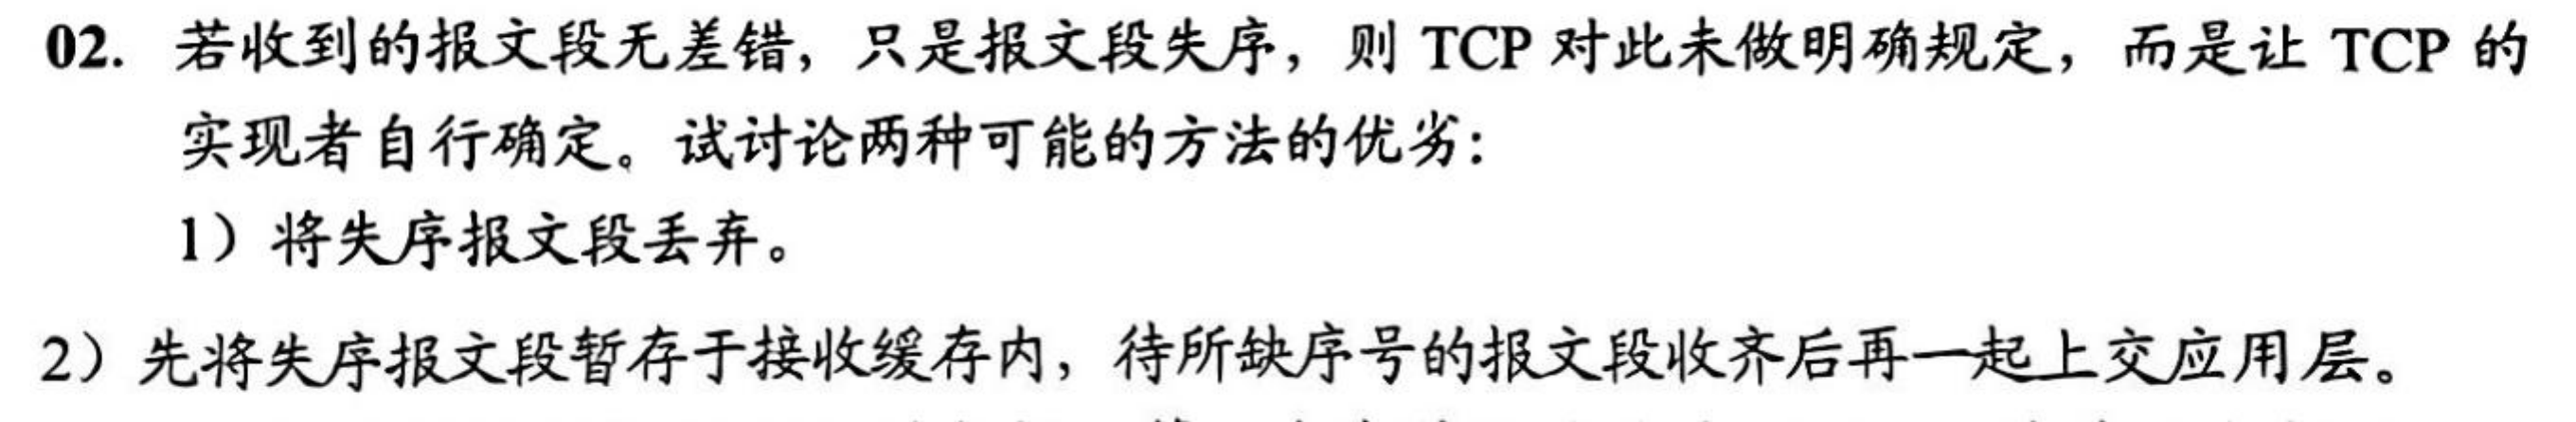 02. 若收到的报文段无差错，只是报文段失序，则 TCP 对此未做明确规定，而是让 TCP 的
实现者自行确定。试讨论两种可能的方法的优劣：
1）将失序报文段丢弃。
2）先将失序报文段暂存于接收缓存内，待所缺序号的报文段收齐后再一起上交应用层。